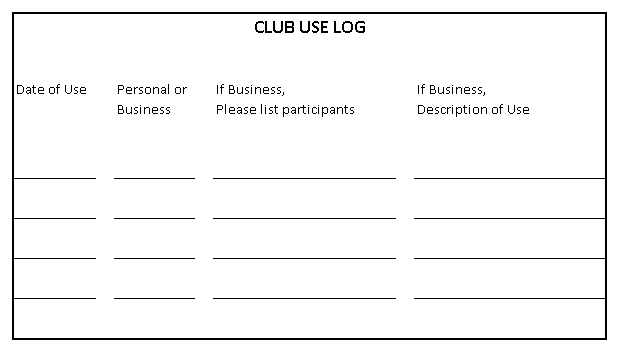 CLUB USE LOG
Date of Use
Personal or
Business
If Business,
Please list participants
If Business,
Description of Use